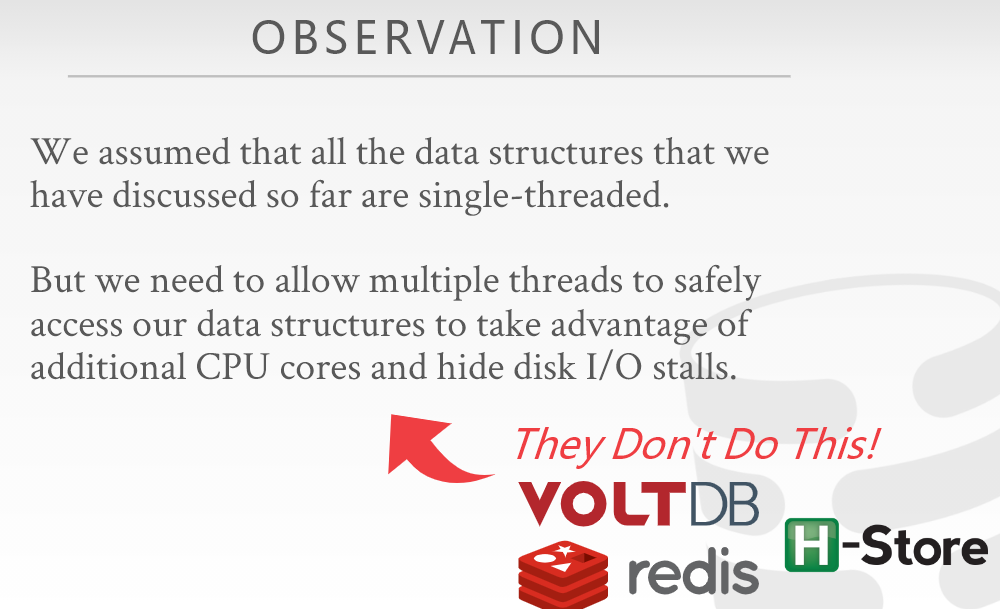 OBSERVATION
We assumed that all the data structures that we
have discussed so far are single-threaded.
But we need to allow multiple threads to safely
access our data structures to take advantage of
additional CPU cores and hide disk I/O stalls.
They Don't Do This!
VOLTDB
H-Store
redis